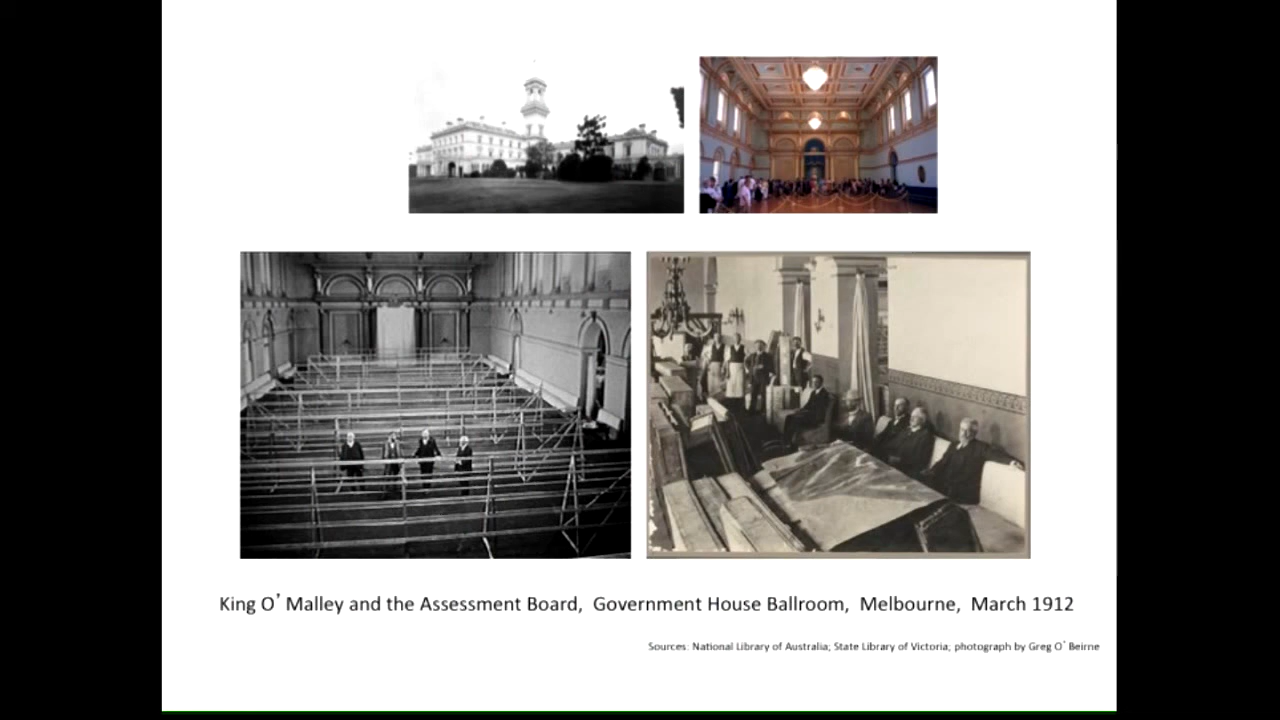 King O’ Malley and the Assessment Board, Government House Ballroom, Melbourne, March 1912
Sources: National Library of Australia; State Library of Victoria; photograph by Greg O’ Beirne